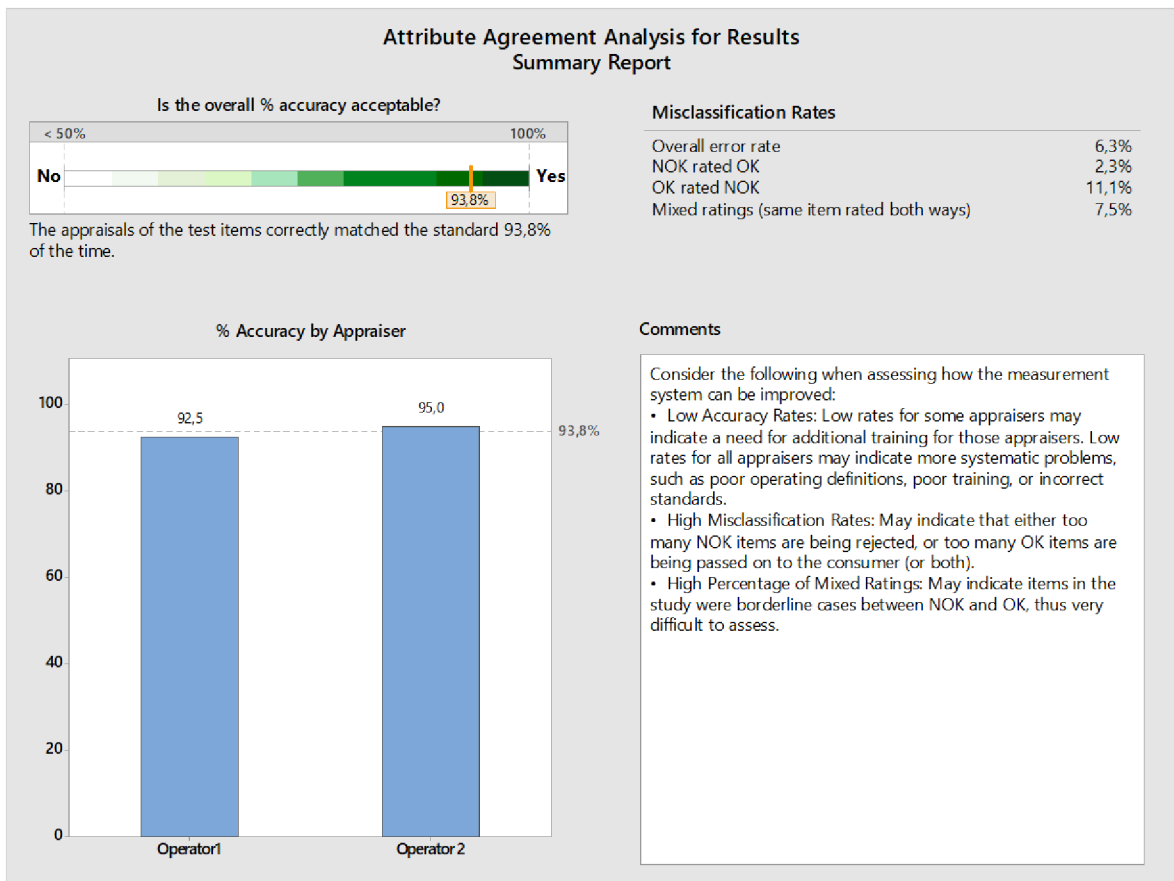 Attribute Agreement Analysis for Results
Summary Report
Is the overall % accuracy acceptable?
< 50%
100%
No
Yes
93,8%
The appraisals of the test items correctly matched the standard 93,8%
of the time.
Misclassification Rates
Overall error rate 6,3%
NOK rated OK 2,3%
OK rated NOK 11,1%
Mixed ratings (same item rated both ways) 7,5%
% Accuracy by Appraiser
100
80
60
40
20
0
92,5
95,0
93,8%
Operator1
Operator 2
Comments
Consider the following when assessing how the measurement
system can be improved:
• Low Accuracy Rates: Low rates for some appraisers may
indicate a need for additional training for those appraisers. Low
rates for all appraisers may indicate more systematic problems,
such as poor operating definitions, poor training, or incorrect
standards.
• High Misclassification Rates: May indicate that either too
many NOK items are being rejected, or too many OK items are
being passed on to the consumer (or both).
• High Percentage of Mixed Ratings: May indicate items in the
study were borderline cases between NOK and OK, thus very
difficult to assess.